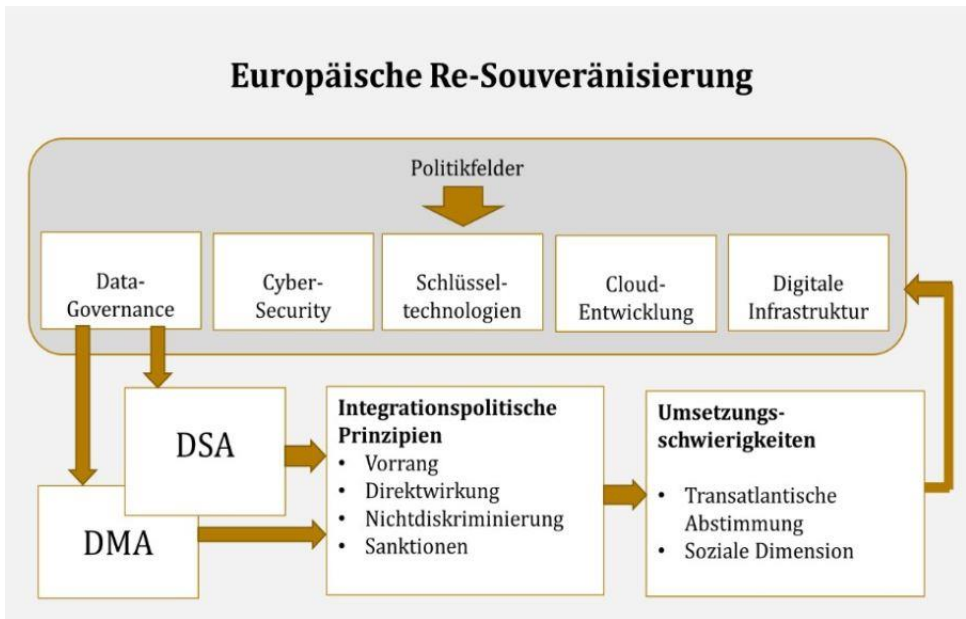 Europäische Re-Souveränisierung
Politikfelder
Data-
Governance
Cyber-
Security
Schlüssel-
technologien
Cloud-
Entwicklung
Digitale
Infrastruktur
DSA
DMA
Integrationspolitische
Prinzipien
• Vorrang
• Direktwirkung
• Nichtdiskriminierung
• Sanktionen
Umsetzungs-
schwierigkeiten
• Transatlantische
Abstimmung
• Soziale Dimension